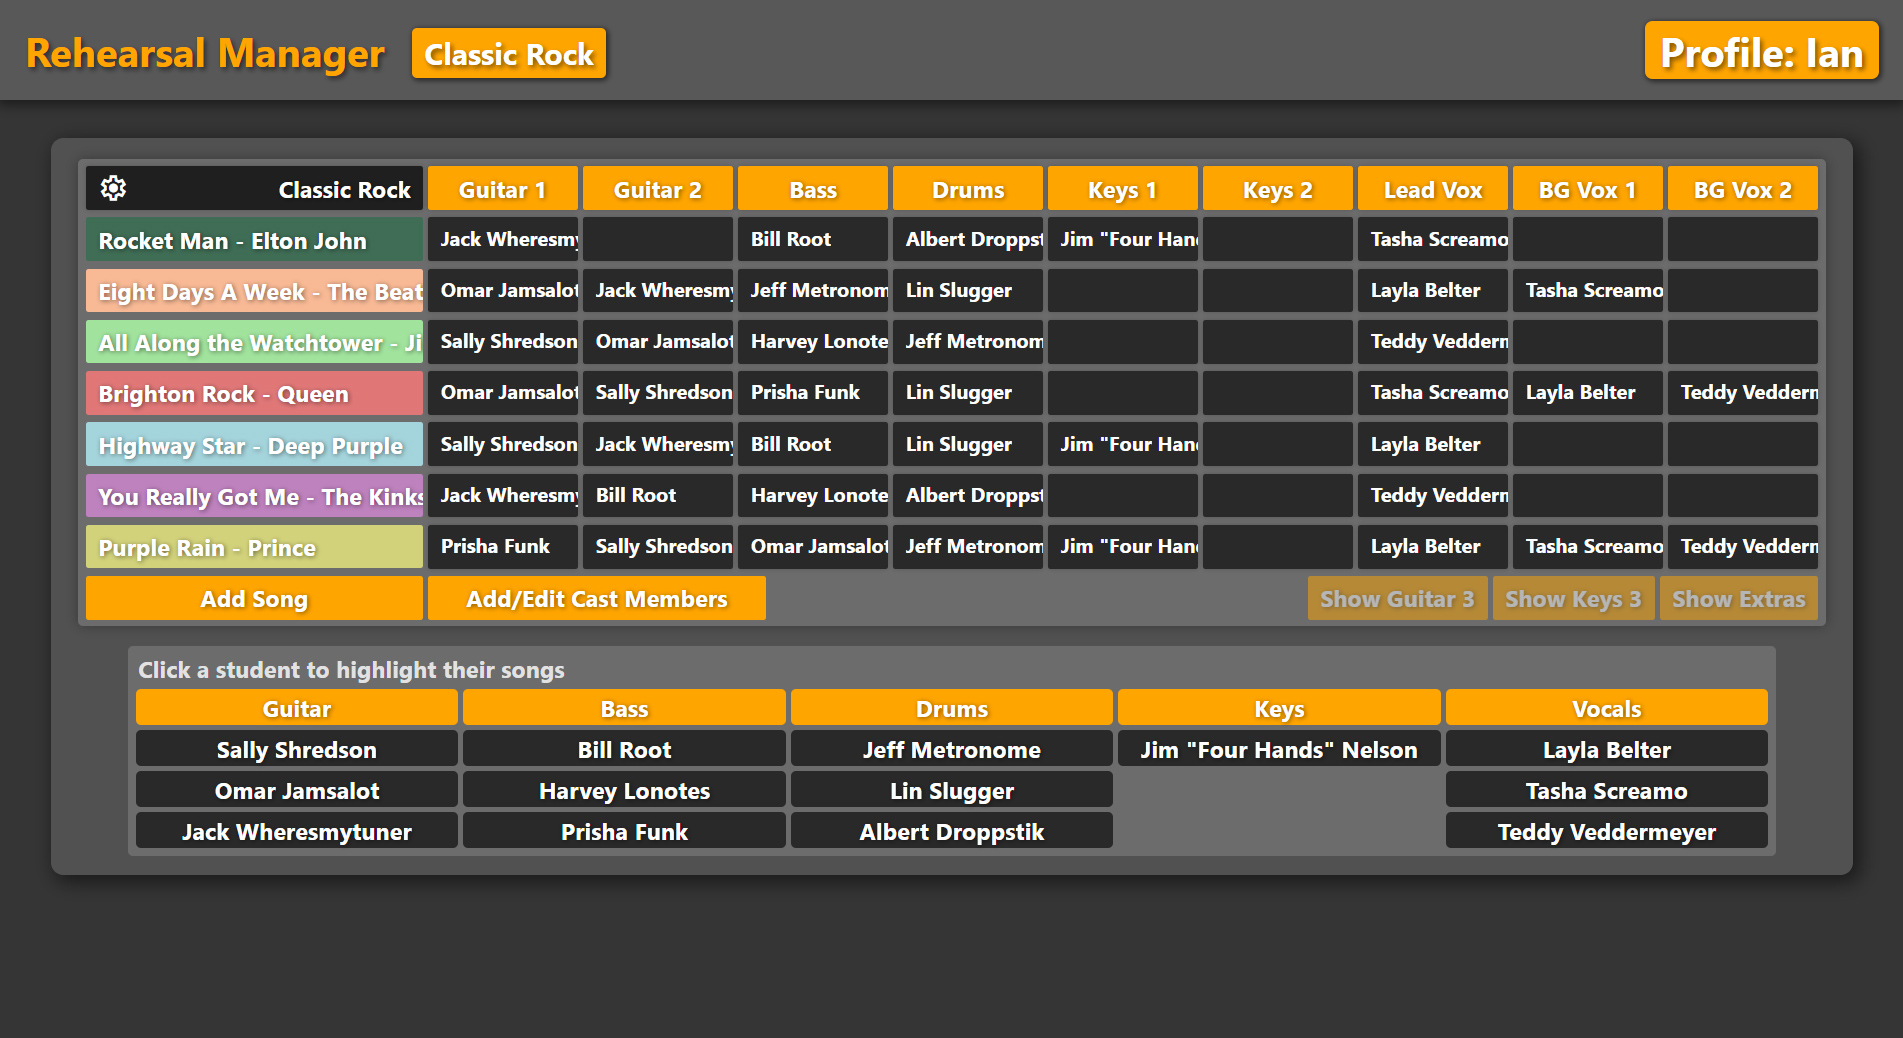 Rehearsal Manager Classic Rock Profile: Ian
Classic Rock Guitar 1 Guitar 2 Bass Drums Keys 1 Keys 2 Lead Vox BG Vox 1 BG Vox 2
Rocket Man - Elton John Jack Wheresmy Bill Root Albert Droppst Jim "Four Han Tasha Screamo
Eight Days A Week - The Beat Omar Jamsalot Jack Wheresmy Jeff Metronom Lin Slugger Layla Belter Tasha Screamo
All Along the Watchtower - Ji Sally Shredson Omar Jamsalot Harvey Lonote Jeff Metronom Teddy Vedderm
Brighton Rock - Queen Omar Jamsalot Sally Shredson Prisha Funk Lin Slugger Tasha Screamo Layla Belter Teddy Vedderm
Highway Star - Deep Purple Sally Shredson Jack Wheresmy Bill Root Lin Slugger Jim "Four Han Layla Belter
You Really Got Me - The Kinks Jack Wheresmy Bill Root Harvey Lonote Albert Droppst Teddy Vedderm
Purple Rain - Prince Prisha Funk Sally Shredson Omar Jamsalot Jeff Metronom Jim "Four Han Layla Belter Tasha Screamo Teddy Vedderm
Add Song Add/Edit Cast Members Show Guitar 3 Show Keys 3 Show Extras
Click a student to highlight their songs
Guitar Bass Drums Keys Vocals
Sally Shredson Bill Root Jeff Metronome Jim "Four Hands" Nelson Layla Belter
Omar Jamsalot Harvey Lonotes Lin Slugger Tasha Screamo
Jack Wheresmytuner Prisha Funk Albert Droppstik Teddy Veddermeyer